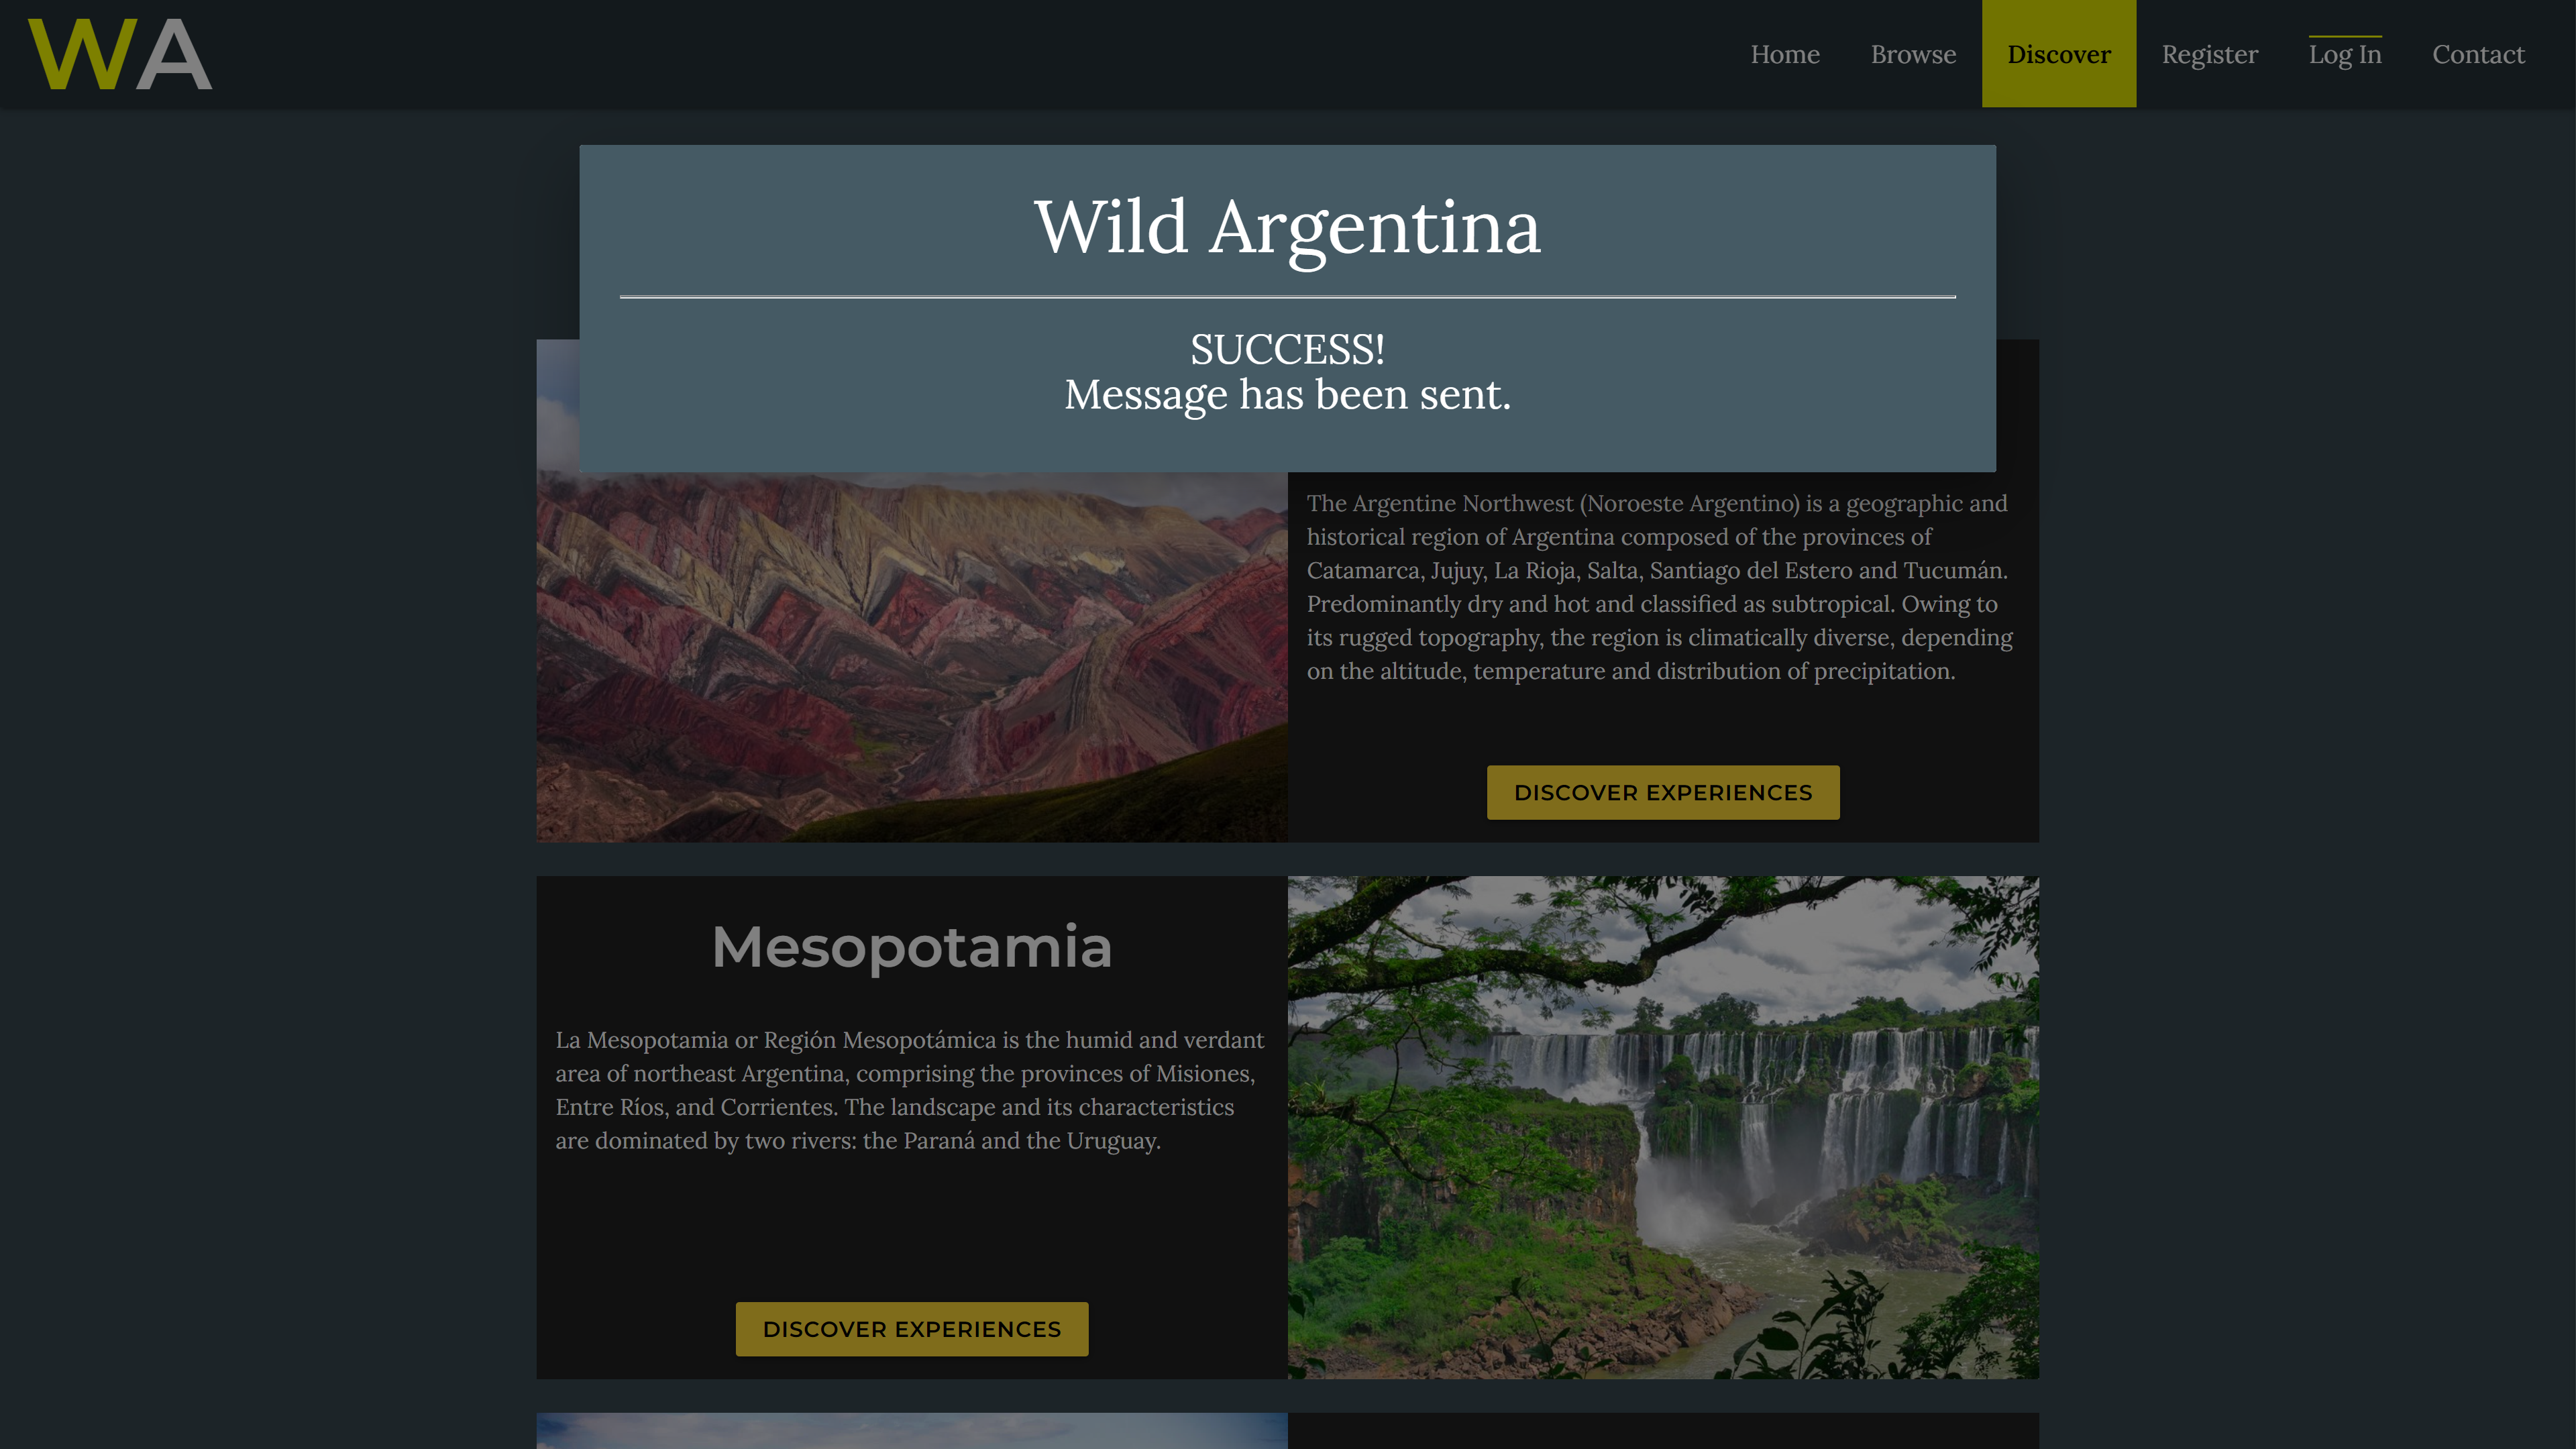 WA
Home
Browse
Discover
Register
Log In
Contact
Wild Argentina
SUCCESS!
Message has been sent.
The Argentine Northwest (Noroeste Argentino) is a geographic and
historical region of Argentina composed of the provinces of
Catamarca, Jujuy, La Rioja, Salta, Santiago del Estero and Tucumán.
Predominantly dry and hot and classified as subtropical. Owing to
its rugged topography, the region is climatically diverse, depending
on the altitude, temperature and distribution of precipitation.
DISCOVER EXPERIENCES
Mesopotamia
La Mesopotamia or Región Mesopotámica is the humid and verdant
area of northeast Argentina, comprising the provinces of Misiones,
Entre Ríos, and Corrientes. The landscape and its characteristics
are dominated by two rivers: the Paraná and the Uruguay.
DISCOVER EXPERIENCES